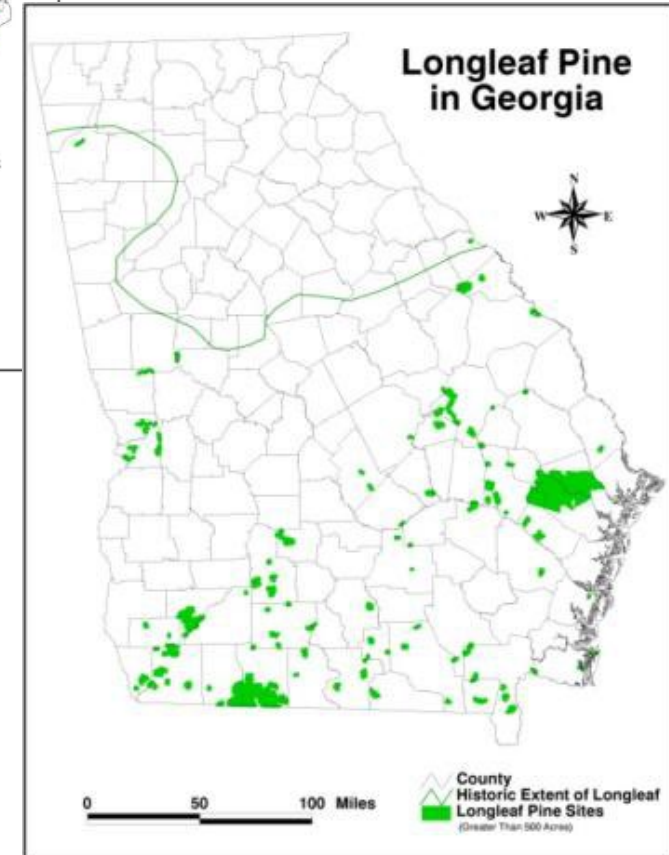 Longleaf Pine
in Georgia
N
W E
S
0 50 100 Miles
County
Historic Extent of Longleaf
Longleaf Pine Sites
(Greater Than 500 Acres)